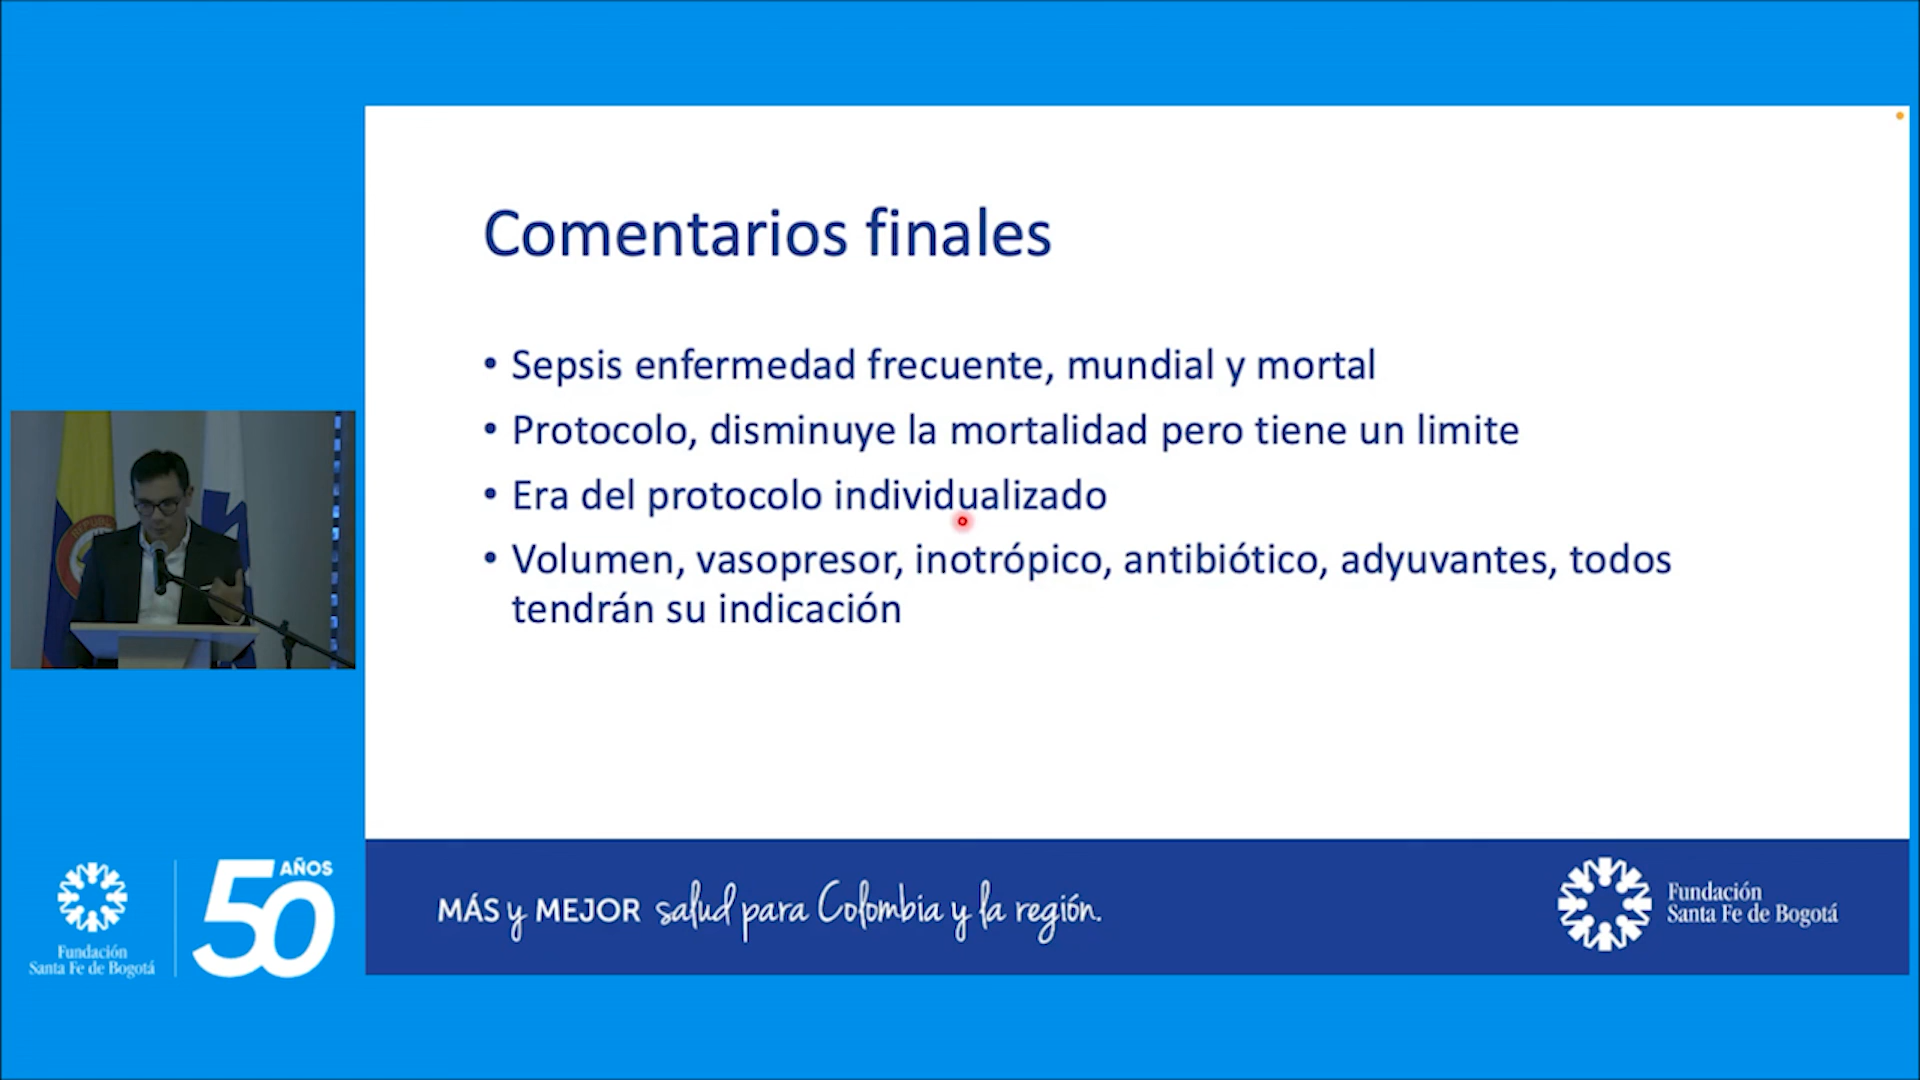 Comentarios finales
• Sepsis enfermedad frecuente, mundial y mortal
• Protocolo, disminuye la mortalidad pero tiene un limite
• Era del protocolo individualizado
• Volumen, vasopresor, inotrópico, antibiótico, adyuvantes, todos
tendrán su indicación
MÁS y MEJOR salud para Colombia y la región.
Fundación
Santa Fe de Bogotá
Fundación
Santa Fe de Bogotá
50 AÑOS